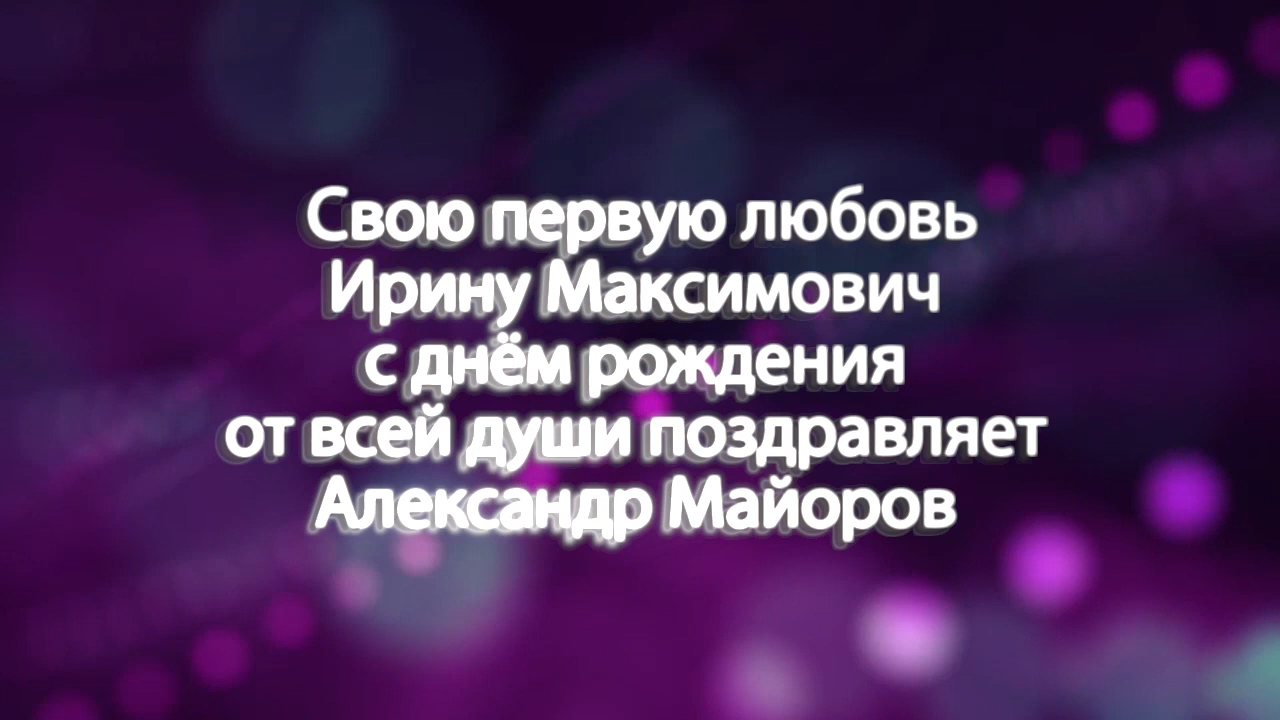 Свою первую любовь
Ирину Максимович
с днём рождения
от всей души поздравляет
Александр Майоров